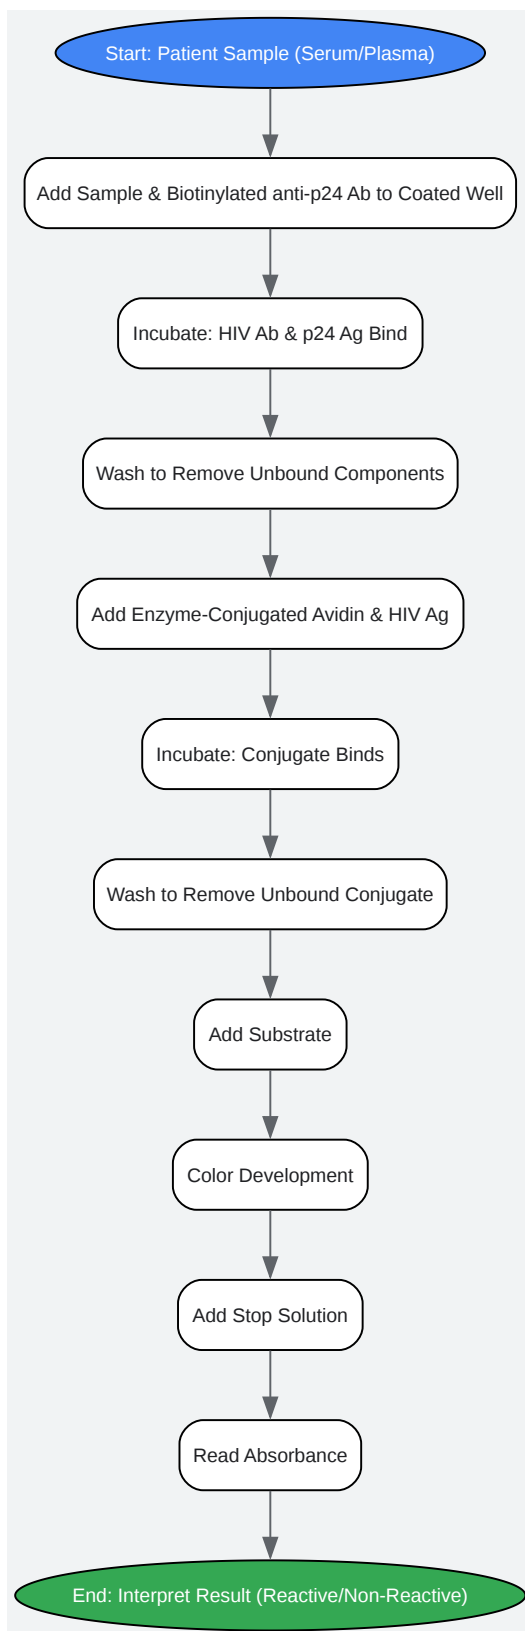 Start: Patient Sample (Serum/Plasma)
Add Sample & Biotinylated anti-p24 Ab to Coated Well
Incubate: HIV Ab & p24 Ag Bind
Wash to Remove Unbound Components
Add Enzyme-Conjugated Avidin & HIV Ag
Incubate: Conjugate Binds
Wash to Remove Unbound Conjugate
Add Substrate
Color Development
Add Stop Solution
Read Absorbance
End: Interpret Result (Reactive/Non-Reactive)